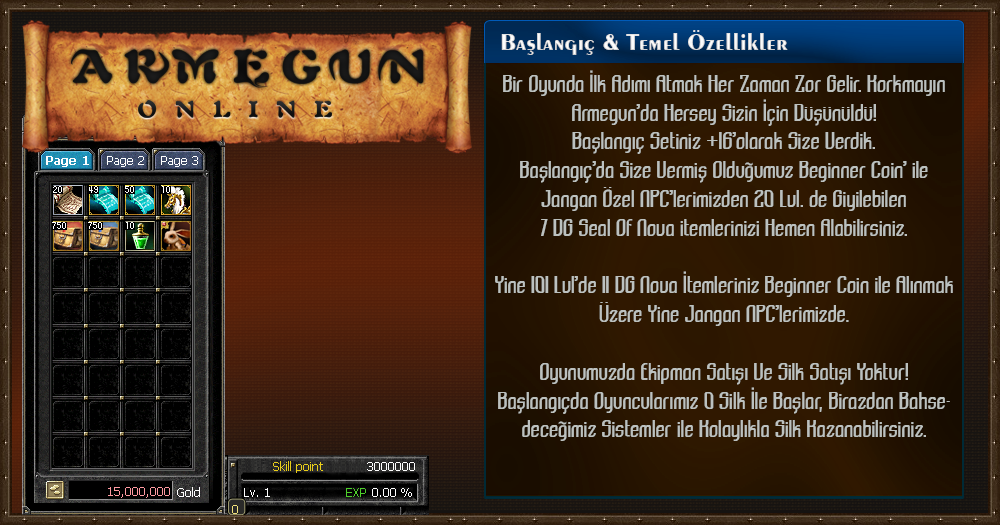 ARMEGUN
ONLINE
Page 1 Page 2 Page 3
20 49 50 10
750 750 10
15,000,000 Gold
Skill point 3000000
Lv. 1 EXP 0.00 %
0
Başlangıç & Temel Özellikler
Bir Oyunda İlk Adımı Atmak Her Zaman Zor Gelir. Korkmayın
Armegun'da Hersey Sizin İçin Düşünüldü!
Başlangıç Setiniz +16'olarak Size Verdik.
Başlangıç'da Size Vermiş Olduğumuz Beginner Coin' ile
Jangan Özel NPC'lerimizden 20 Lvl. de Giyilebilen
7 DG Seal Of Nova itemlerinizi Hemen Alabilirsiniz.
Yine 101 Lvl'de 11 DG Nova İtemleriniz Beginner Coin ile Alınmak
Üzere Yine Jangan NPC'lerimizde.
Oyunumuzda Ekipman Satışı Ve Silk Satışı Yoktur!
Başlangıçda Oyuncularımız 0 Silk İle Başlar, Birazdan Bahse-
deceğimiz Sistemler ile Kolaylıkla Silk Kazanabilirsiniz.